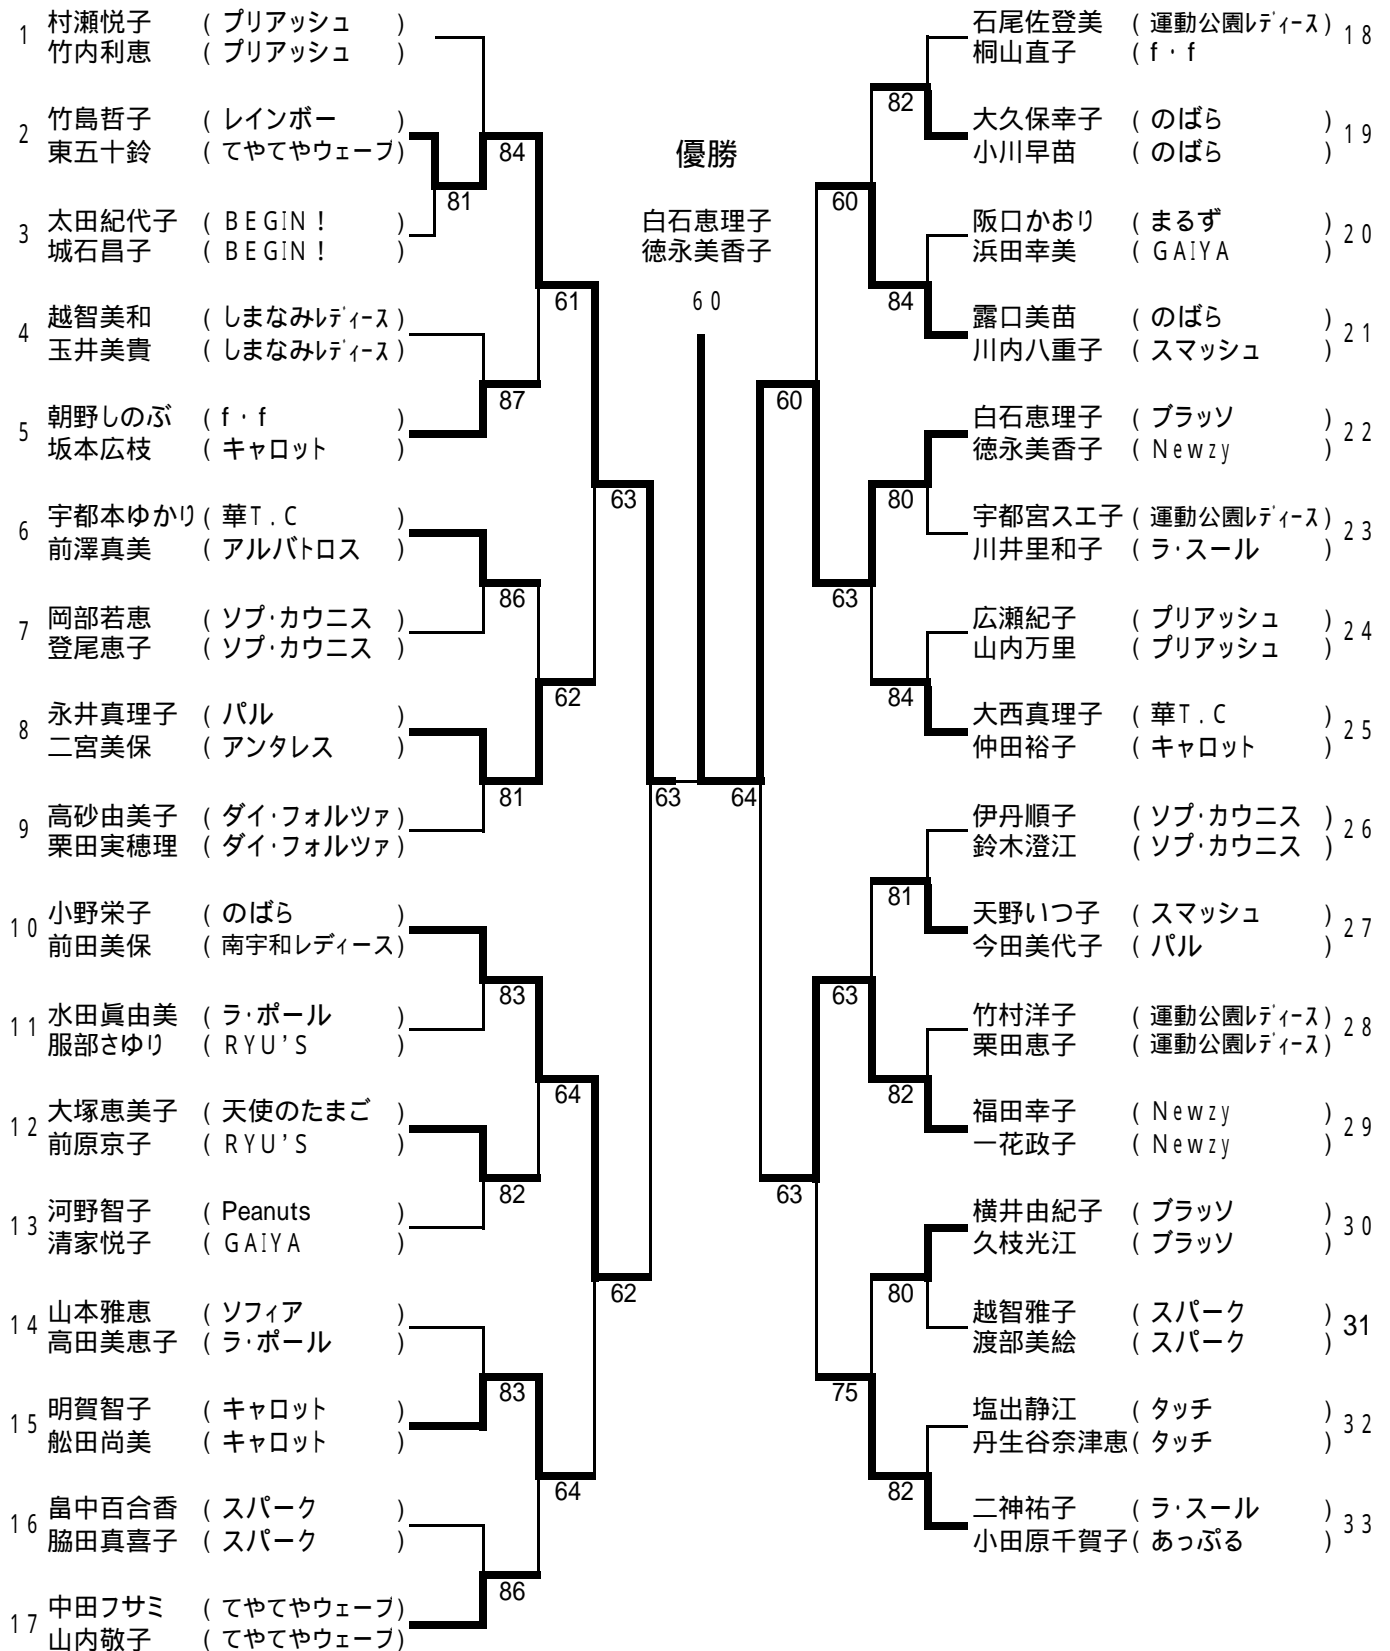 1 村瀬悦子 ( プリアッシュ )
竹内利恵 ( プリアッシュ )
2 竹島哲子 ( レインボー )
東五十鈴 ( てやてやウェーブ)
3 太田紀代子 ( BEGIN! )
城石昌子 ( BEGIN! )
4 越智美和 ( しまなみﾚﾃﾞｨｰｽ )
玉井美貴 ( しまなみﾚﾃﾞｨｰｽ )
5 朝野しのぶ ( f・f )
坂本広枝 ( キャロット )
6 宇都本ゆかり ( 華T.C )
前澤真美 ( アルバトロス )
7 岡部若恵 ( ソプ・カウニス )
登尾恵子 ( ソプ・カウニス )
8 永井真理子 ( パル )
二宮美保 ( アンタレス )
9 高砂由美子 ( ダイ・フォルツァ )
栗田実穂理 ( ダイ・フォルツァ )
10 小野栄子 ( のばら )
前田美保 ( 南宇和レディース)
11 水田眞由美 ( ラ・ポール )
服部さゆり ( RYU'S )
12 大塚恵美子 ( 天使のたまご )
前原京子 ( RYU'S )
13 河野智子 ( Peanuts )
清家悦子 ( GAIYA )
14 山本雅恵 ( ソフィア )
高田美恵子 ( ラ・ポール )
15 明賀智子 ( キャロット )
舩田尚美 ( キャロット )
16 畠中百合香 ( スパーク )
脇田真喜子 ( スパーク )
17 中田フサミ ( てやてやウェーブ)
山内敬子 ( てやてやウェーブ)
81
84
87
86
81
83
82
83
86
61
62
64
64
63
62
63
優勝
白石恵理子
徳永美香子
60
64
60
63
60
63
63
75
82
84
80
84
81
82
80
82
石尾佐登美 ( 運動公園ﾚﾃﾞｨｰｽ ) 18
桐山直子 ( f・f )
大久保幸子 ( のばら ) 19
小川早苗 ( のばら )
阪口かおり ( まるず ) 20
浜田幸美 ( GAIYA )
露口美苗 ( のばら ) 21
川内八重子 ( スマッシュ )
白石恵理子 ( ブラッソ ) 22
徳永美香子 ( Newzy )
宇都宮スエ子 ( 運動公園ﾚﾃﾞｨｰｽ ) 23
川井里和子 ( ラ・スール )
広瀬紀子 ( プリアッシュ ) 24
山内万里 ( プリアッシュ )
大西真理子 ( 華T.C ) 25
仲田裕子 ( キャロット )
伊丹順子 ( ソプ・カウニス ) 26
鈴木澄江 ( ソプ・カウニス )
天野いつ子 ( スマッシュ ) 27
今田美代子 ( パル )
竹村洋子 ( 運動公園ﾚﾃﾞｨｰｽ ) 28
栗田恵子 ( 運動公園ﾚﾃﾞｨｰｽ )
福田幸子 ( Newzy ) 29
一花政子 ( Newzy )
横井由紀子 ( ブラッソ ) 30
久枝光江 ( ブラッソ )
越智雅子 ( スパーク ) 31
渡部美絵 ( スパーク )
塩出静江 ( タッチ ) 32
丹生谷奈津恵 ( タッチ )
二神祐子 ( ラ・スール ) 33
小田原千賀子 ( あっぷる )